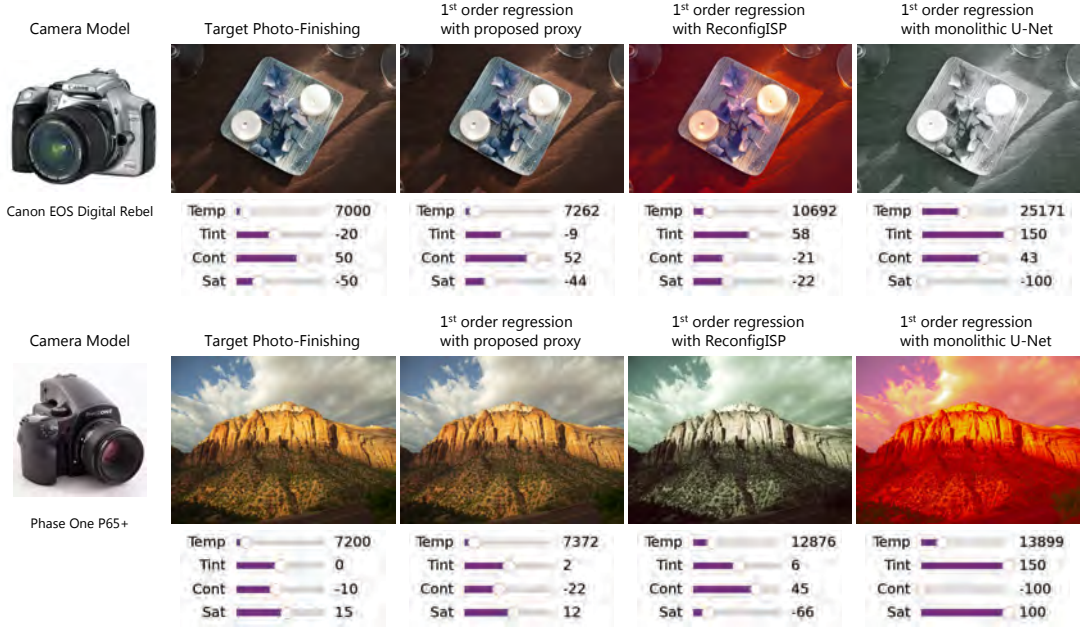 Camera Model
Target Photo-Finishing
1st order regression
with proposed proxy
1st order regression
with ReconfigISP
1st order regression
with monolithic U-Net
Canon EOS Digital Rebel
Temp 7000
Tint -20
Cont 50
Sat -50
Temp 7262
Tint -9
Cont 52
Sat -44
Temp 10692
Tint 58
Cont -21
Sat -22
Temp 25171
Tint 150
Cont 43
Sat -100
Camera Model
Target Photo-Finishing
1st order regression
with proposed proxy
1st order regression
with ReconfigISP
1st order regression
with monolithic U-Net
Phase One P65+
Temp 7200
Tint 0
Cont -10
Sat 15
Temp 7372
Tint 2
Cont -22
Sat 12
Temp 12876
Tint 6
Cont 45
Sat -66
Temp 13899
Tint 150
Cont -100
Sat 100